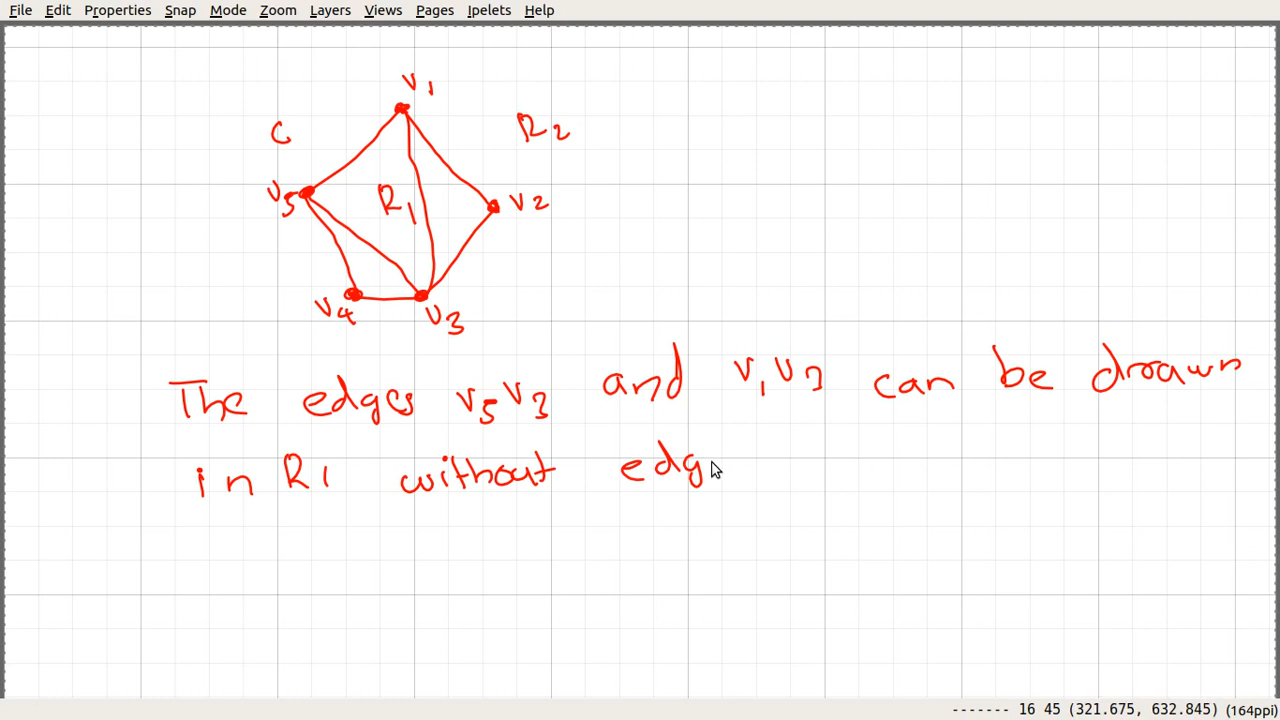 File Edit Properties Snap Mode Zoom Layers Views Pages Ipelets Help
v1
C
R2
v5
R1
v2
v4
v3
The edges v5v3 and v1v3 can be drawn
in R1 without edg
------- 16 45 (321.675, 632.845) (164ppi)